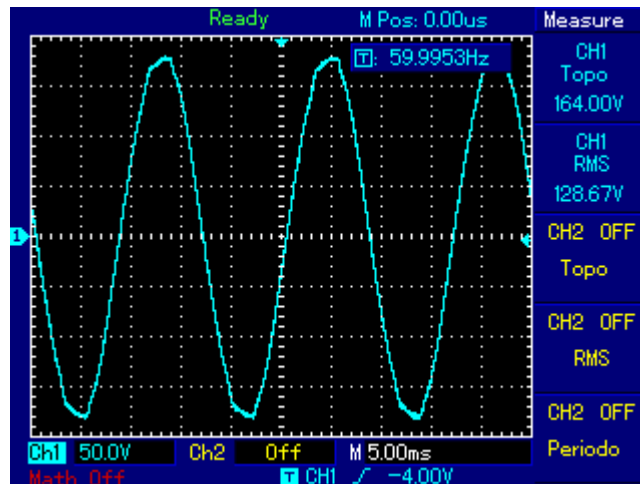 Ready M Pos: 0.00us Measure
T: 59.9953Hz
CH1
Topo
164.00V
CH1
RMS
128.67V
1
CH2 OFF
Topo
CH2 OFF
RMS
CH2 OFF
Periodo
Ch1 50.0V Ch2 Off M 5.00ms
Math Off T CH1 -4.00V